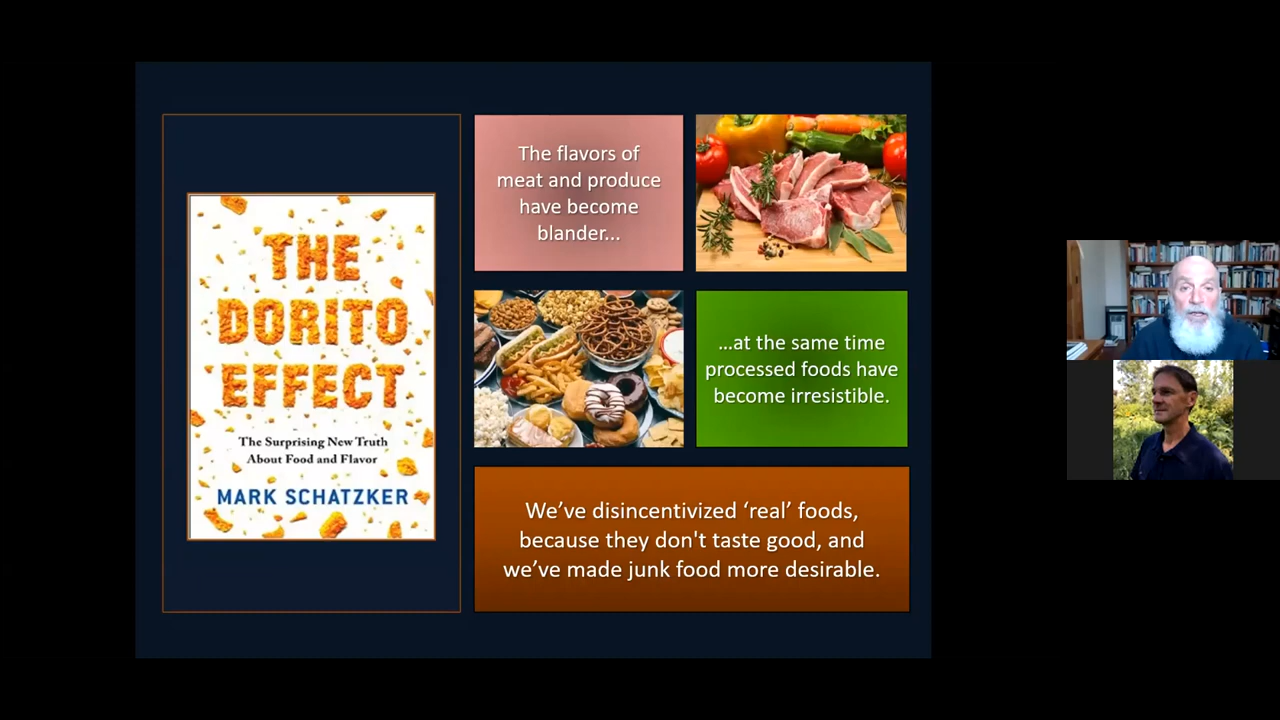 THE
DORITO
EFFECT
The Surprising New Truth
About Food and Flavor
MARK SCHATZKER
The flavors of
meat and produce
have become
blander...
...at the same time
processed foods have
become irresistible.
We’ve disincentivized ‘real’ foods,
because they don't taste good, and
we’ve made junk food more desirable.